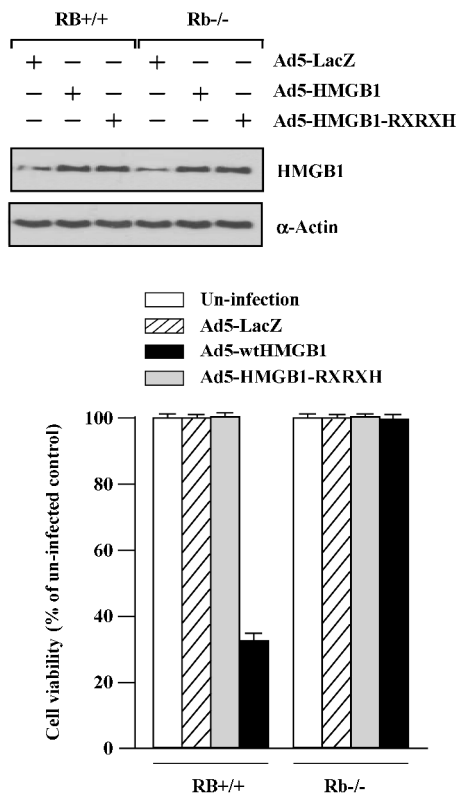 RB+/+ Rb-/-
+ − − + − − Ad5-LacZ
− + − − + − Ad5-HMGB1
− − + − − + Ad5-HMGB1-RXRXH
HMGB1
α-Actin
Un-infection
Ad5-LacZ
Ad5-wtHMGB1
Ad5-HMGB1-RXRXH
Cell viability (% of un-infected control)
100
80
60
40
20
0
RB+/+ Rb-/-